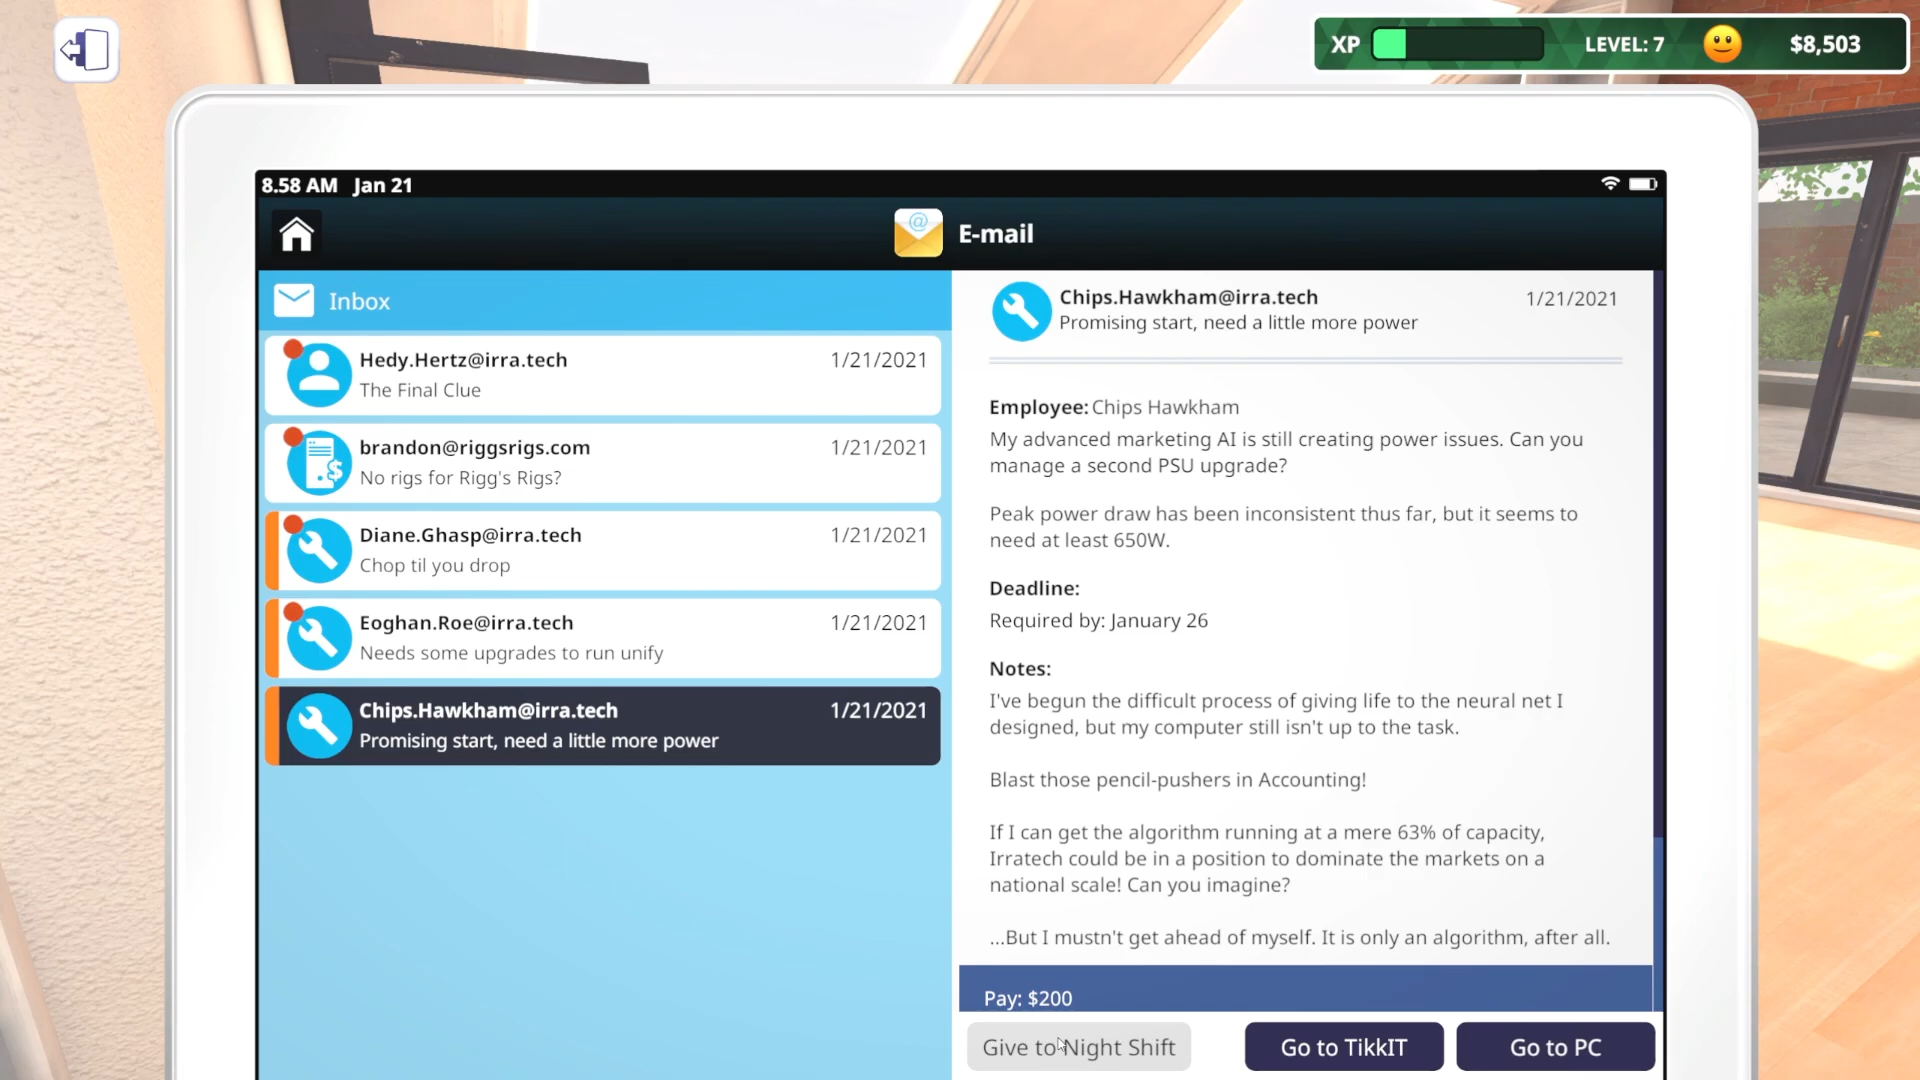 XP
LEVEL: 7
$8,503
8.58 AM Jan 21
E-mail
Inbox
Hedy.Hertz@irra.tech 1/21/2021
The Final Clue
brandon@riggsrigs.com 1/21/2021
No rigs for Rigg's Rigs?
Diane.Ghasp@irra.tech 1/21/2021
Chop til you drop
Eoghan.Roe@irra.tech 1/21/2021
Needs some upgrades to run unify
Chips.Hawkham@irra.tech 1/21/2021
Promising start, need a little more power
Chips.Hawkham@irra.tech 1/21/2021
Promising start, need a little more power
Employee: Chips Hawkham
My advanced marketing AI is still creating power issues. Can you
manage a second PSU upgrade?
Peak power draw has been inconsistent thus far, but it seems to
need at least 650W.
Deadline:
Required by: January 26
Notes:
I've begun the difficult process of giving life to the neural net I
designed, but my computer still isn't up to the task.
Blast those pencil-pushers in Accounting!
If I can get the algorithm running at a mere 63% of capacity,
Irratech could be in a position to dominate the markets on a
national scale! Can you imagine?
...But I mustn't get ahead of myself. It is only an algorithm, after all.
Pay: $200
Give to Night Shift
Go to TikkIT
Go to PC